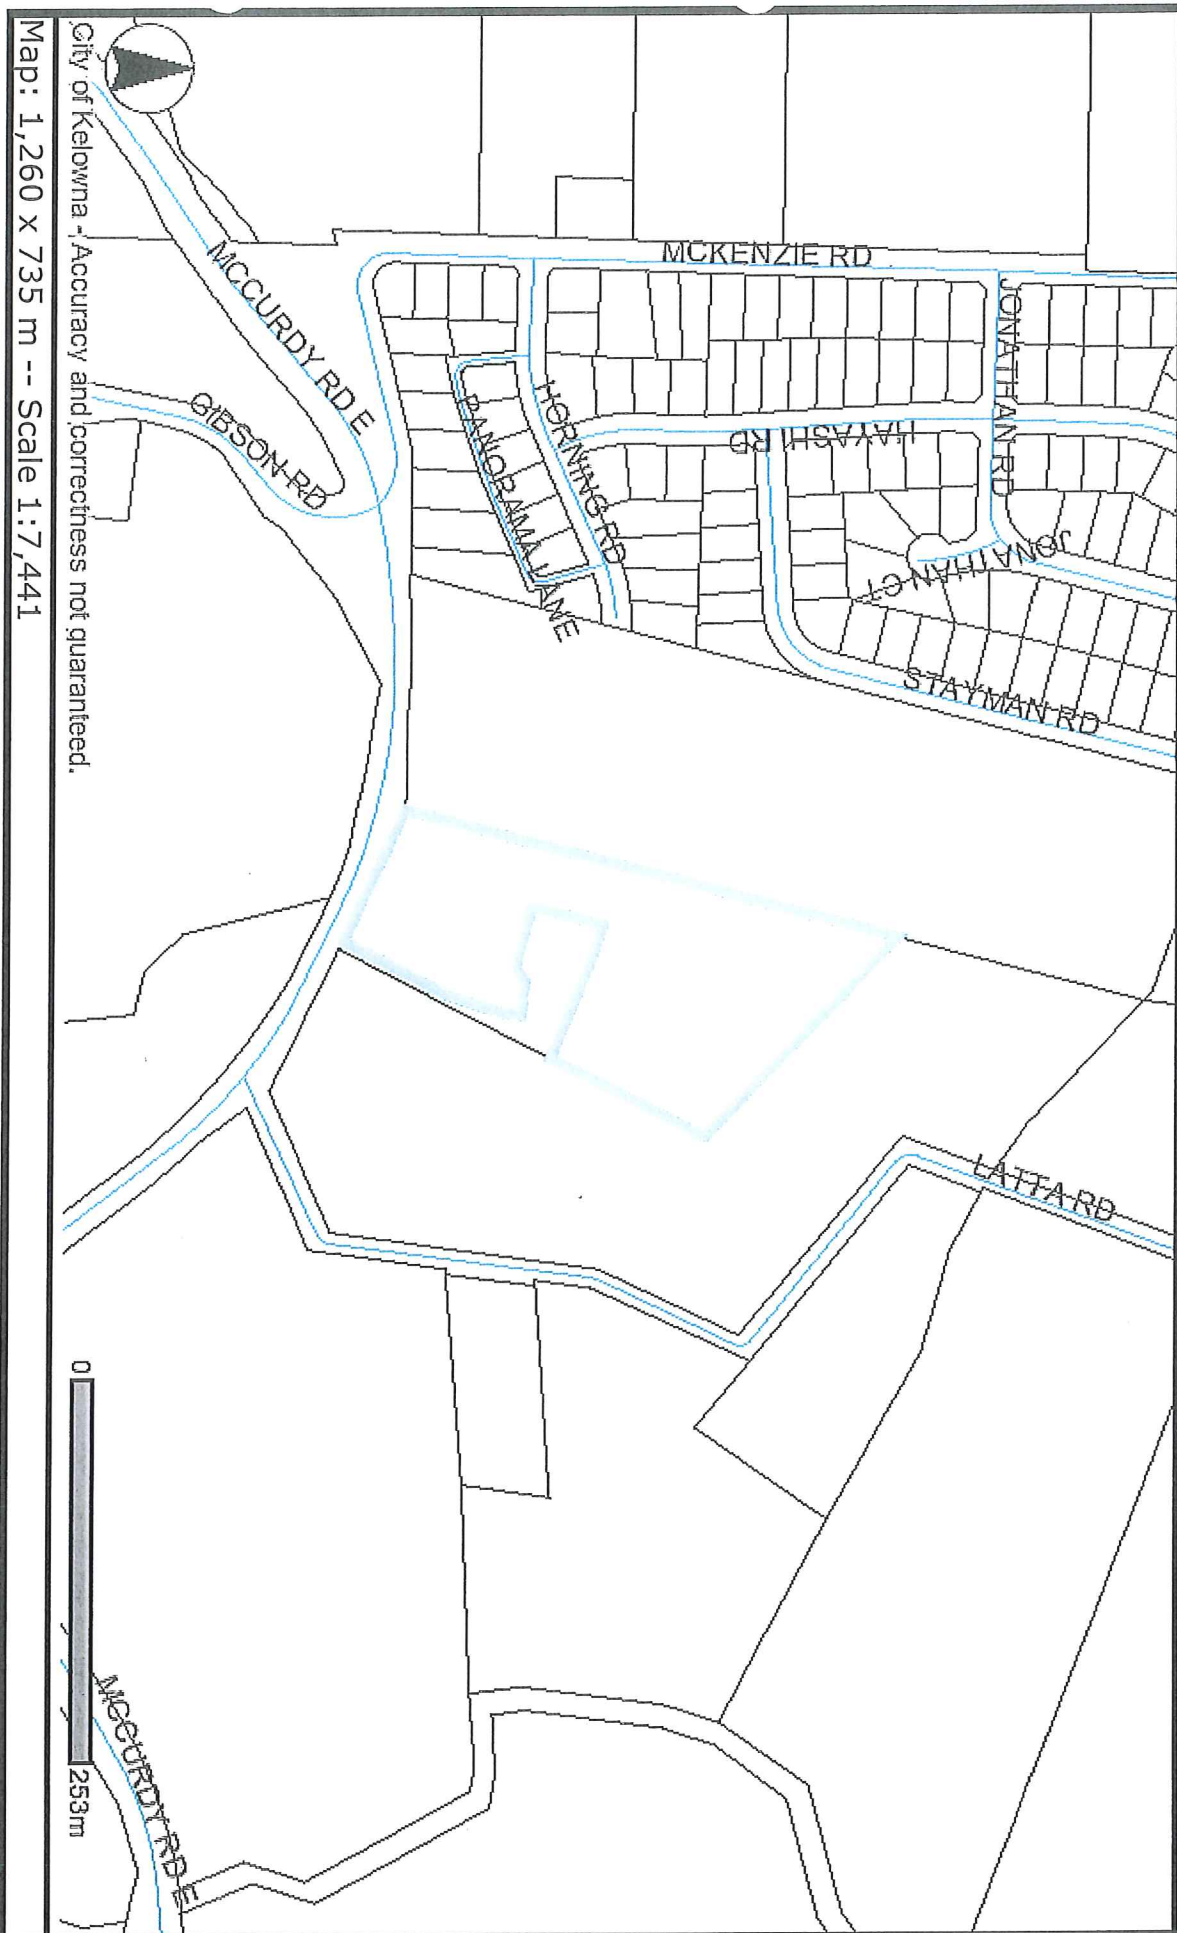 MCKENZIE RD
JONATHAN RD
HAYASHI RD
JONATHAN CT
HORNING RD
PANORAMA LANE
STAYMAN RD
MCCURDY RD E
GIBSON RD
LATTA RD
MCCURDY RD E
0 253m
City of Kelowna - Accuracy and correctness not guaranteed.
Map: 1,260 x 735 m -- Scale 1:7,441